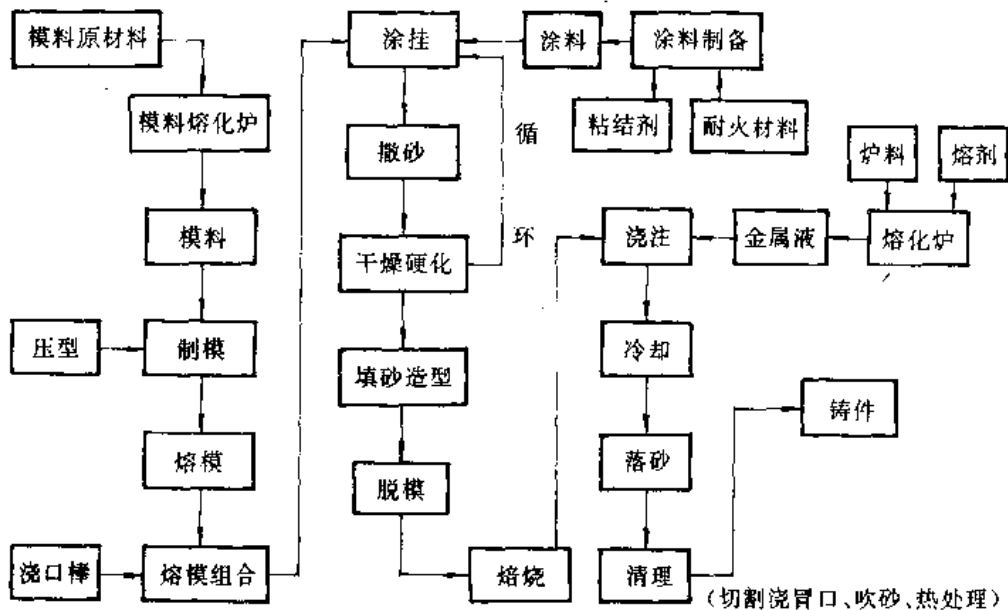 模料原材料
模料熔化炉
模料
压型
制模
熔模
浇口棒
熔模组合
涂挂
涂料
涂料制备
粘结剂
耐火材料
撒砂
循
环
干燥硬化
填砂造型
脱模
焙烧
炉料
熔剂
浇注
金属液
熔化炉
冷却
落砂
清理
铸件
(切割浇冒口、吹砂、热处理)